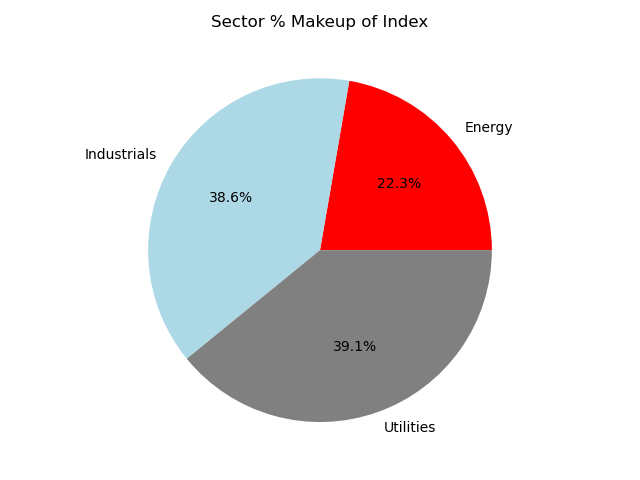 Sector % Makeup of Index
Energy
Industrials
22.3%
38.6%
39.1%
Utilities